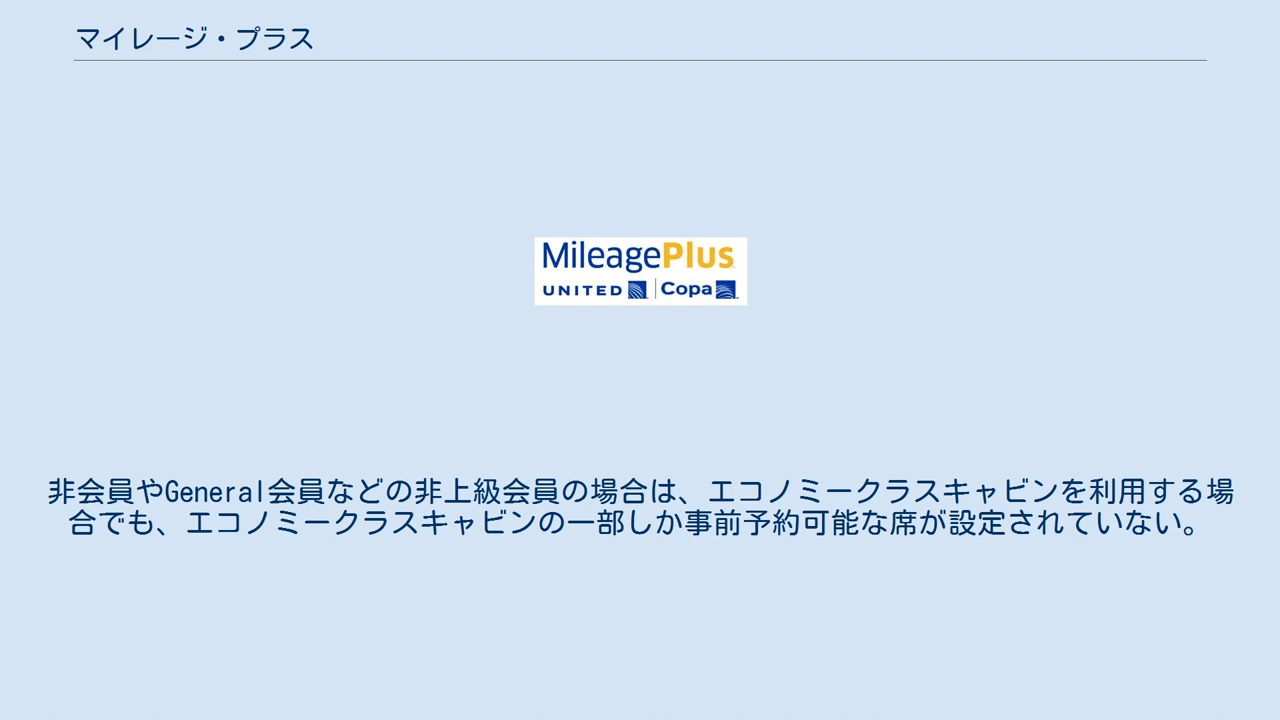 マイレージ・プラス
MileagePlus
UNITED | Copa
非会員やGeneral会員などの非上級会員の場合は、エコノミークラスキャビンを利用する場
合でも、エコノミークラスキャビンの一部しか事前予約可能な席が設定されていない。